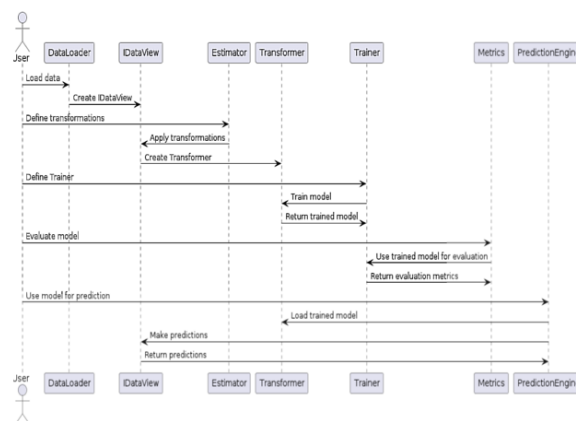 User
DataLoader
IDataView
Estimator
Transformer
Trainer
Metrics
PredictionEngin
Load data
Create IDataView
Define transformations
Apply transformations
Create Transformer
Define Trainer
Train model
Return trained model
Evaluate model
Use trained model for evaluation
Return evaluation metrics
Use model for prediction
Load trained model
Make predictions
Return predictions
User
DataLoader
IDataView
Estimator
Transformer
Trainer
Metrics
PredictionEngin